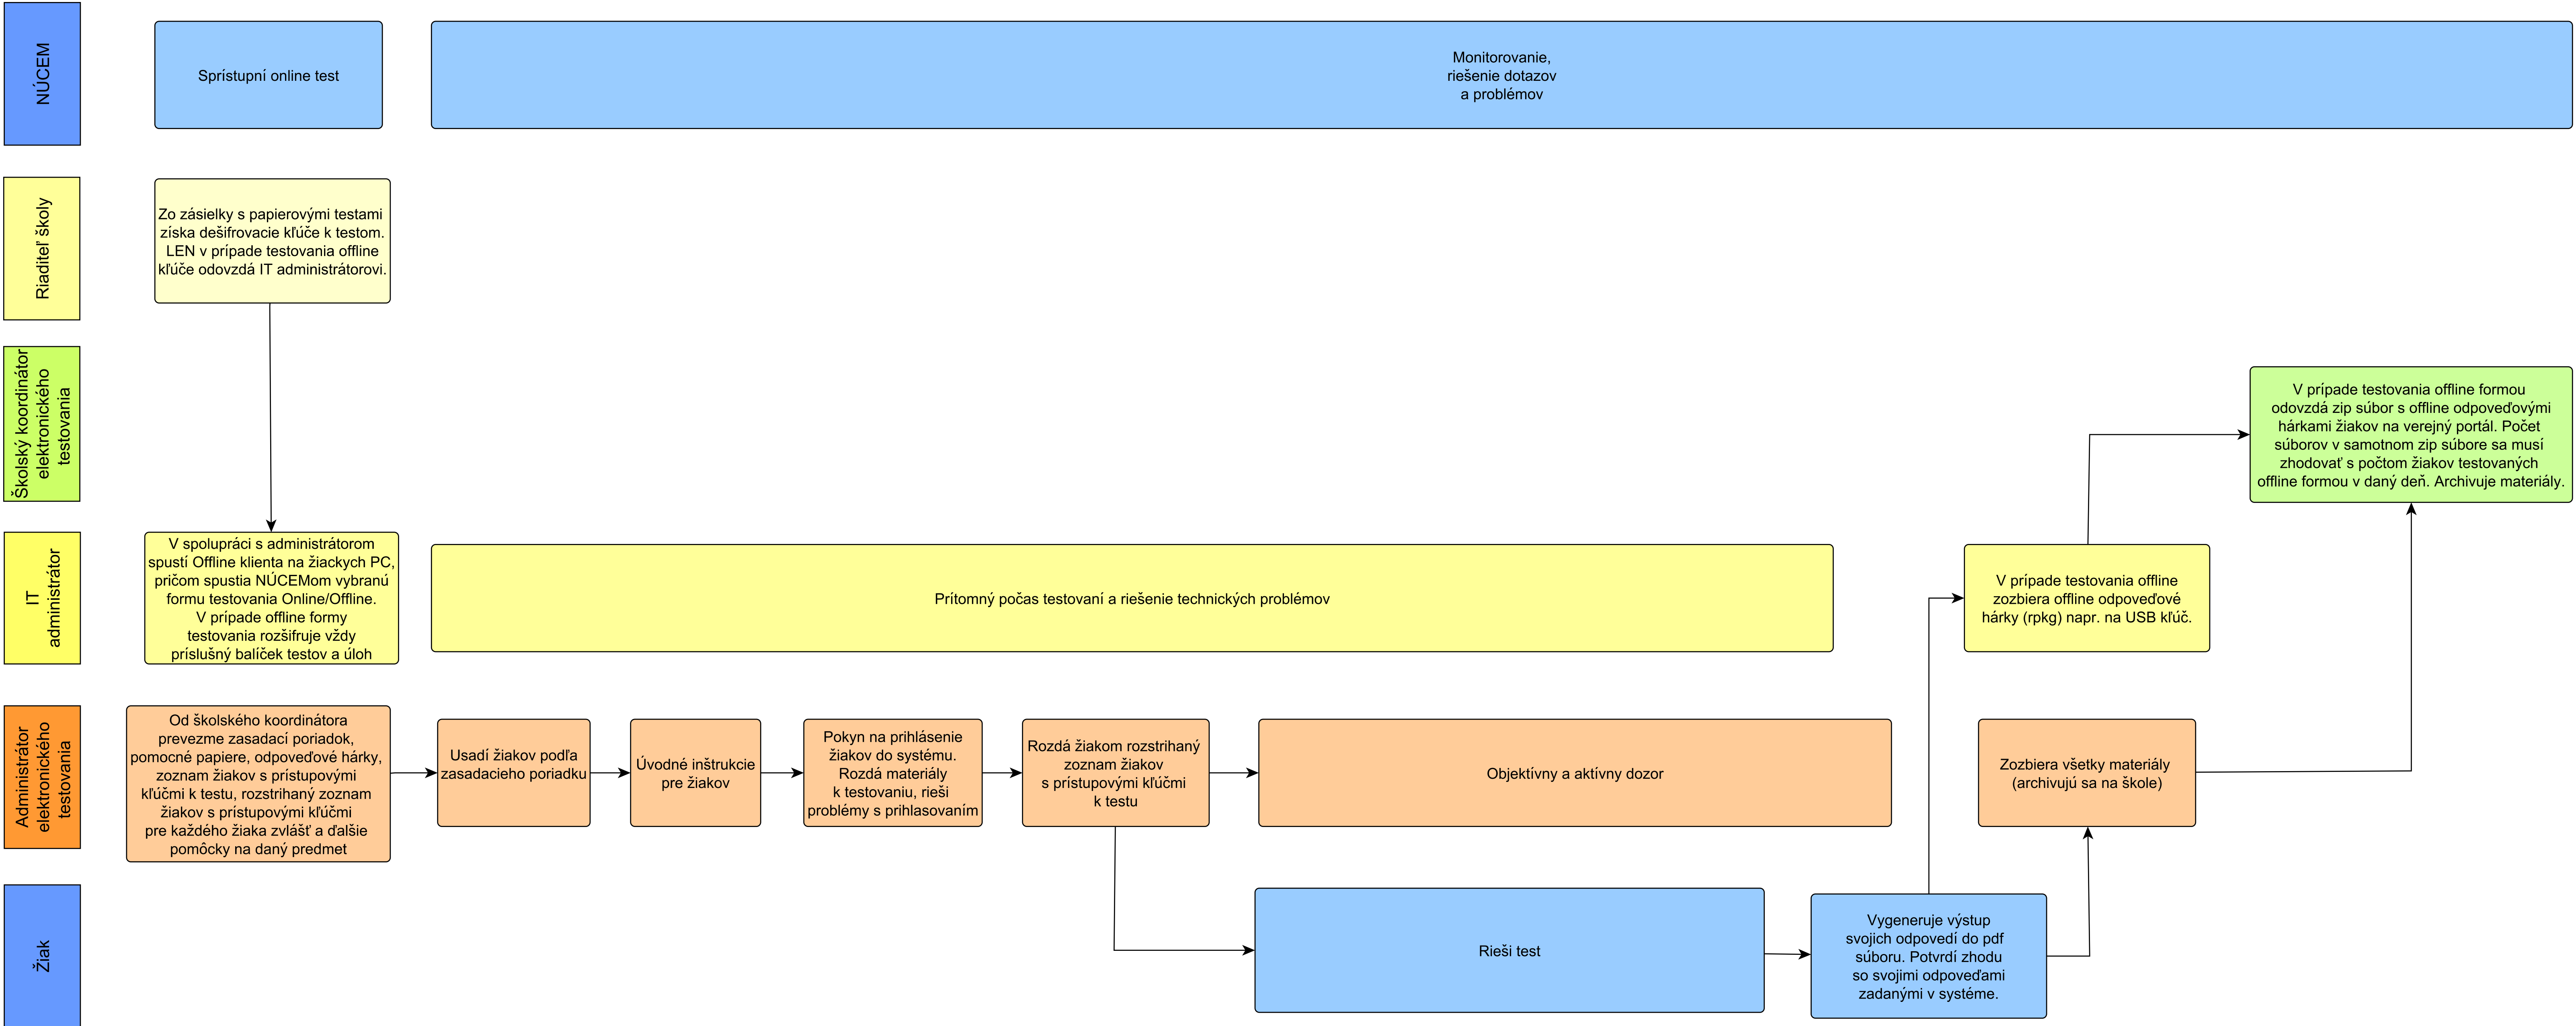 NÚCEM
Sprístupní online test
Monitorovanie,
riešenie dotazov
a problémov
Riaditeľ školy
Zo zásielky s papierovými testami
získa dešifrovacie kľúče k testom.
LEN v prípade testovania offline
kľúče odovzdá IT administrátorovi.
Školský koordinátor
elektronického
testovania
V prípade testovania offline formou
odovzdá zip súbor s offline odpoveďovými
hárkami žiakov na verejný portál. Počet
súborov v samotnom zip súbore sa musí
zhodovať s počtom žiakov testovaných
offline formou v daný deň. Archivuje materiály.
IT
administrátor
V spolupráci s administrátorom
spustí Offline klienta na žiackych PC,
pričom spustia NÚCEMom vybranú
formu testovania Online/Offline.
V prípade offline formy
testovania rozšifruje vždy
príslušný balíček testov a úloh
Prítomný počas testovaní a riešenie technických problémov
V prípade testovania offline
zozbiera offline odpoveďové
hárky (rpkg) napr. na USB kľúč.
Administrátor
elektronického
testovania
Od školského koordinátora
prevezme zasadací poriadok,
pomocné papiere, odpoveďové hárky,
zoznam žiakov s prístupovými
kľúčmi k testu, rozstrihaný zoznam
žiakov s prístupovými kľúčmi
pre každého žiaka zvlášť a ďalšie
pomôcky na daný predmet
Usadí žiakov podľa
zasadacieho poriadku
Úvodné inštrukcie
pre žiakov
Pokyn na prihlásenie
žiakov do systému.
Rozdá materiály
k testovaniu, rieši
problémy s prihlasovaním
Rozdá žiakom rozstrihaný
zoznam žiakov
s prístupovými kľúčmi
k testu
Objektívny a aktívny dozor
Zozbiera všetky materiály
(archivujú sa na škole)
Žiak
Rieši test
Vygeneruje výstup
svojich odpovedí do pdf
súboru. Potvrdí zhodu
so svojimi odpoveďami
zadanými v systéme.